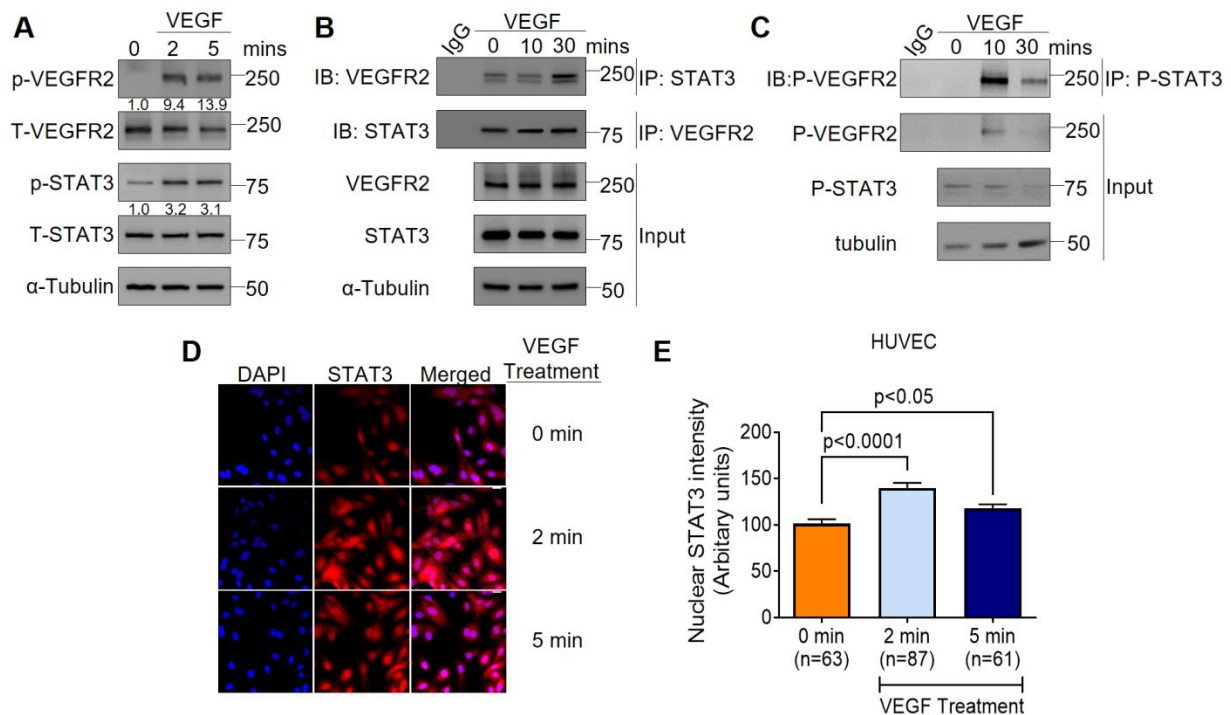 A
VEGF
0 2 5 mins
p-VEGFR2 250
1.0 9.4 13.9
T-VEGFR2 250
p-STAT3 75
1.0 3.2 3.1
T-STAT3 75
α-Tubulin 50
B
VEGF
IgG 0 10 30 mins
IB: VEGFR2 250 IP: STAT3
IB: STAT3 75 IP: VEGFR2
VEGFR2 250
STAT3 75 Input
α-Tubulin 50
C
VEGF
IgG 0 10 30 mins
IB:P-VEGFR2 250 IP: P-STAT3
P-VEGFR2 250
P-STAT3 75 Input
tubulin 50
D
VEGF
DAPI STAT3 Merged Treatment
0 min
2 min
5 min
E
HUVEC
p<0.05
p<0.0001
Nuclear STAT3 intensity
(Arbitary units)
200
150
100
50
0
0 min 2 min 5 min
(n=63) (n=87) (n=61)
VEGF Treatment